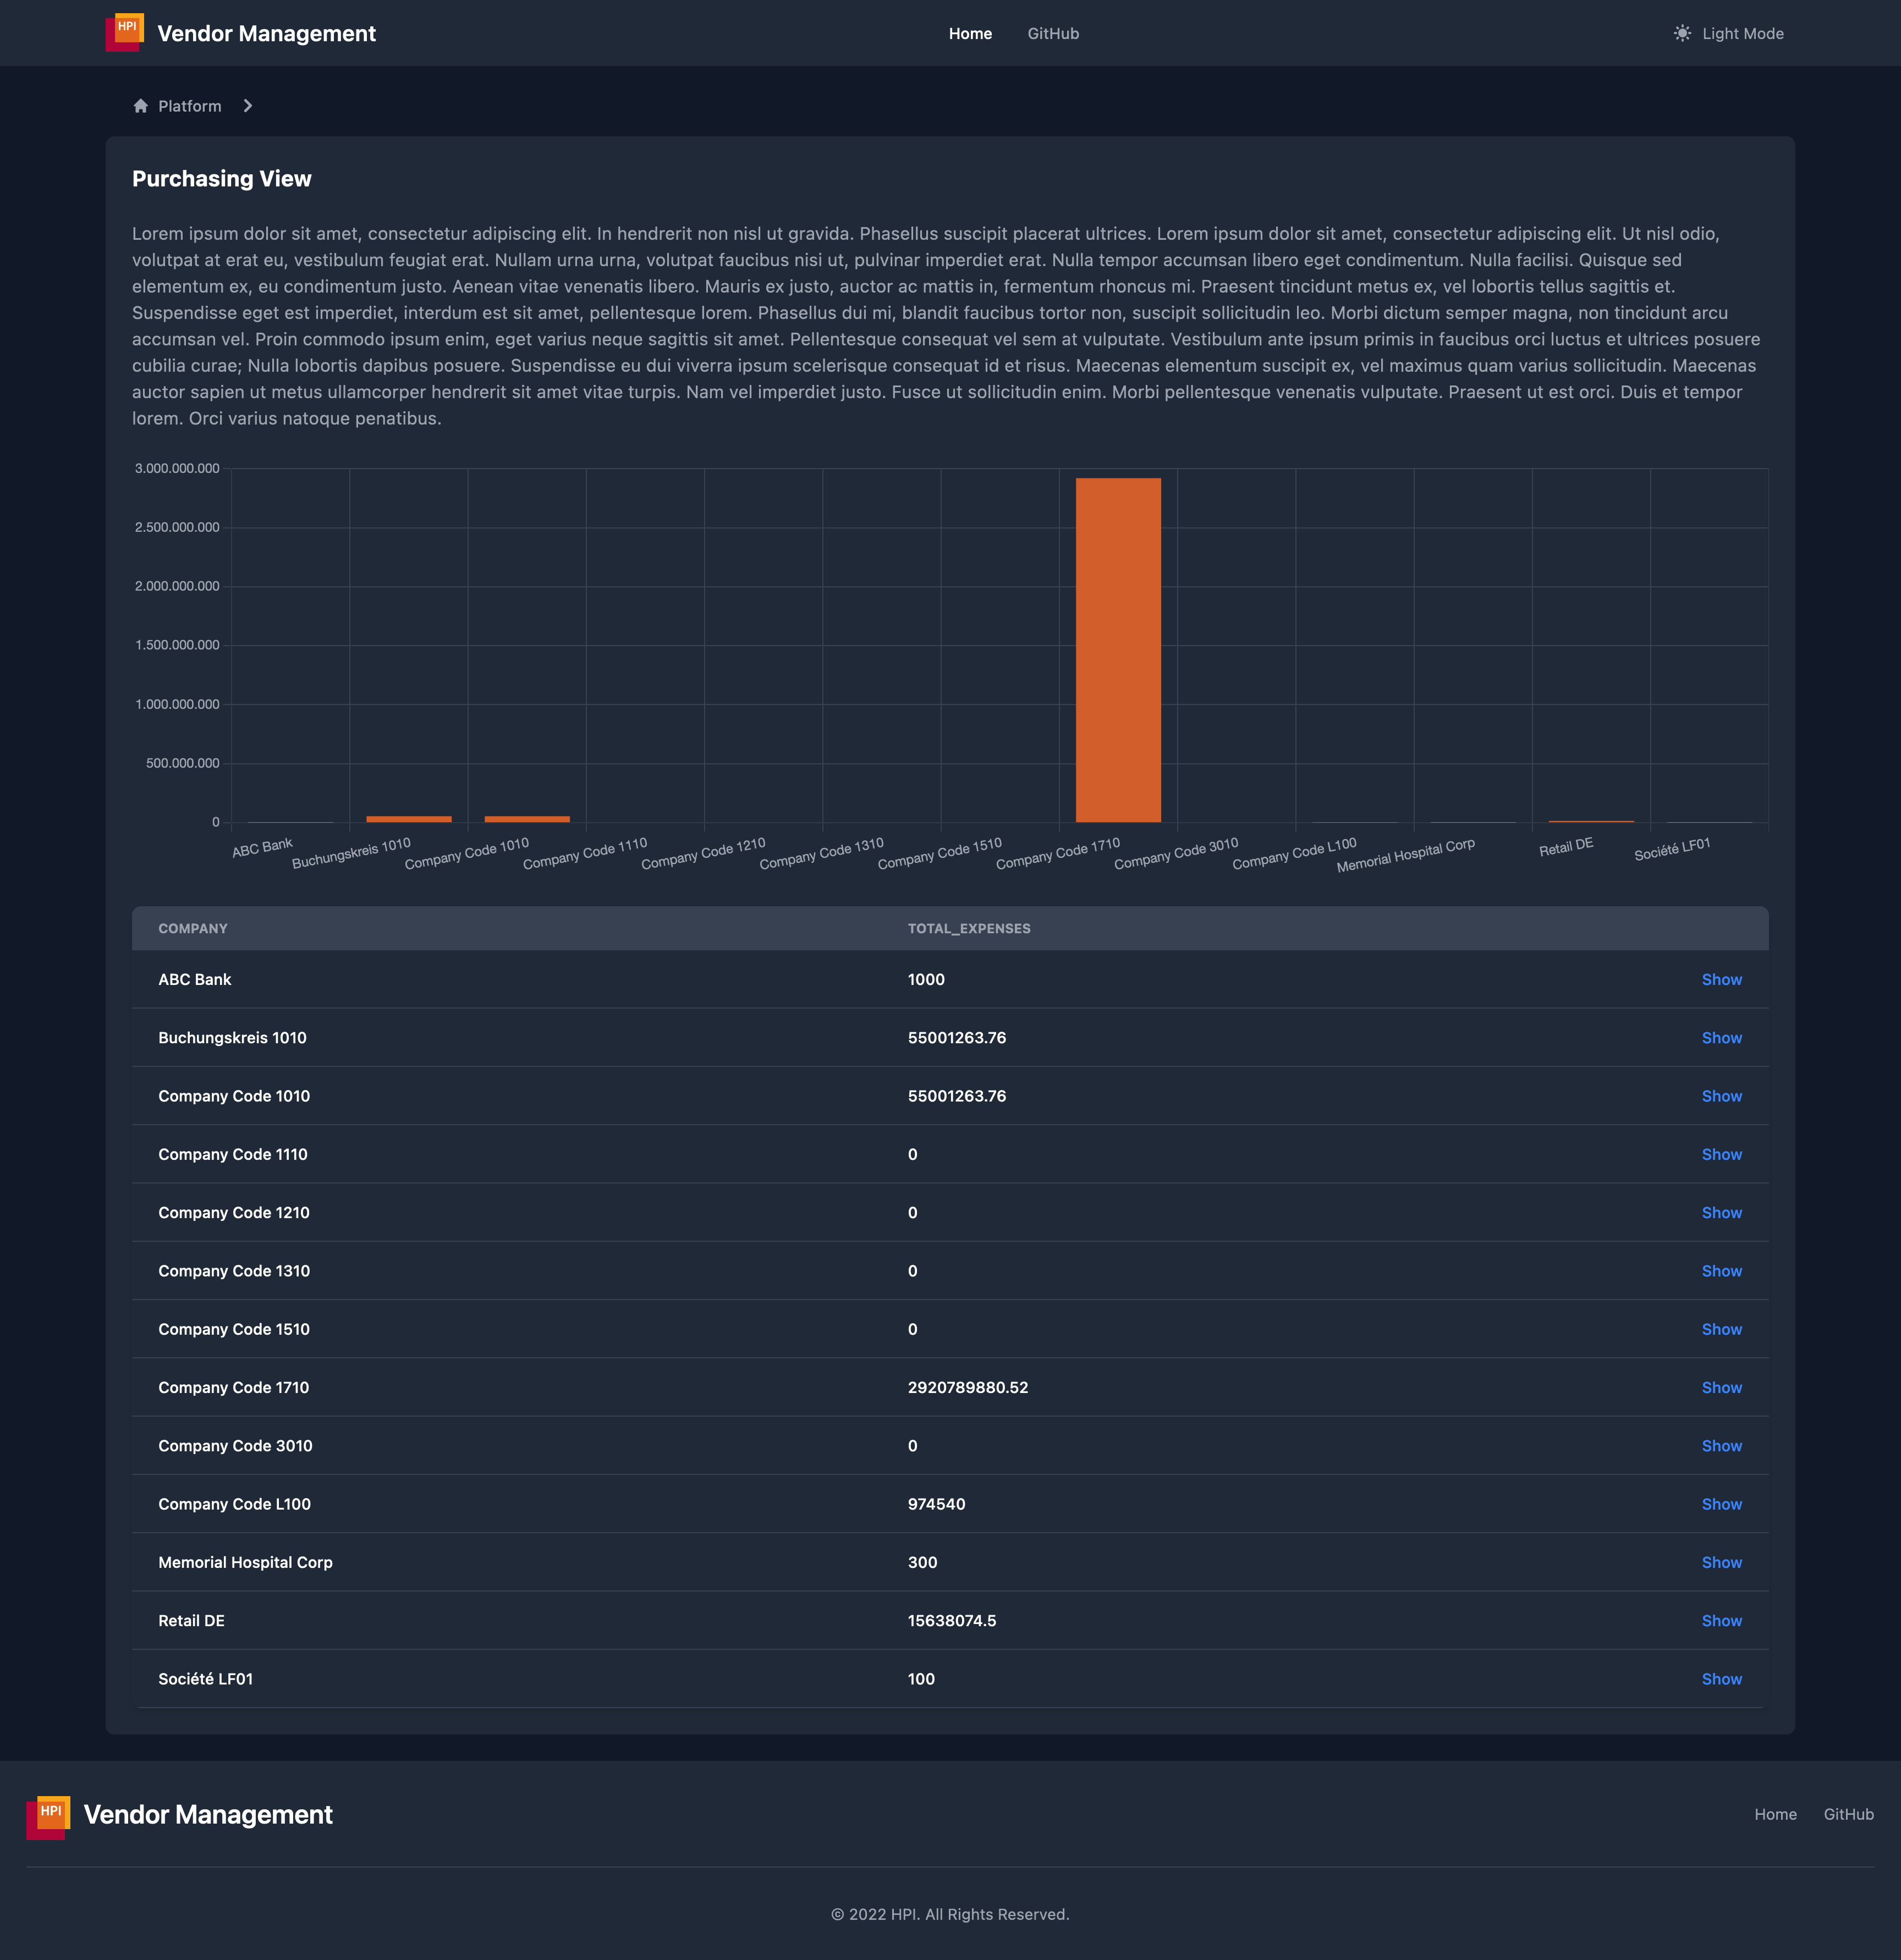 HPI Vendor Management Home GitHub Light Mode
Platform
Purchasing View
Lorem ipsum dolor sit amet, consectetur adipiscing elit. In hendrerit non nisl ut gravida. Phasellus suscipit placerat ultrices. Lorem ipsum dolor sit amet, consectetur adipiscing elit. Ut nisl odio,
volutpat at erat eu, vestibulum feugiat erat. Nullam urna urna, volutpat faucibus nisi ut, pulvinar imperdiet erat. Nulla tempor accumsan libero eget condimentum. Nulla facilisi. Quisque sed
elementum ex, eu condimentum justo. Aenean vitae venenatis libero. Mauris ex justo, auctor ac mattis in, fermentum rhoncus mi. Praesent tincidunt metus ex, vel lobortis tellus sagittis et.
Suspendisse eget est imperdiet, interdum est sit amet, pellentesque lorem. Phasellus dui mi, blandit faucibus tortor non, suscipit sollicitudin leo. Morbi dictum semper magna, non tincidunt arcu
accumsan vel. Proin commodo ipsum enim, eget varius neque sagittis sit amet. Pellentesque consequat vel sem at vulputate. Vestibulum ante ipsum primis in faucibus orci luctus et ultrices posuere
cubilia curae; Nulla lobortis dapibus posuere. Suspendisse eu dui viverra ipsum scelerisque consequat id et risus. Maecenas elementum suscipit ex, vel maximus quam varius sollicitudin. Maecenas
auctor sapien ut metus ullamcorper hendrerit sit amet vitae turpis. Nam vel imperdiet justo. Fusce ut sollicitudin enim. Morbi pellentesque venenatis vulputate. Praesent ut est orci. Duis et tempor
lorem. Orci varius natoque penatibus.
3.000.000.000
2.500.000.000
2.000.000.000
1.500.000.000
1.000.000.000
500.000.000
0
ABC Bank Buchungskreis 1010 Company Code 1010 Company Code 1110 Company Code 1210 Company Code 1310 Company Code 1510 Company Code 1710 Company Code 3010 Company Code L100 Memorial Hospital Corp Retail DE Société LF01
COMPANY TOTAL_EXPENSES
ABC Bank 1000 Show
Buchungskreis 1010 55001263.76 Show
Company Code 1010 55001263.76 Show
Company Code 1110 0 Show
Company Code 1210 0 Show
Company Code 1310 0 Show
Company Code 1510 0 Show
Company Code 1710 2920789880.52 Show
Company Code 3010 0 Show
Company Code L100 974540 Show
Memorial Hospital Corp 300 Show
Retail DE 15638074.5 Show
Société LF01 100 Show
HPI Vendor Management Home GitHub
© 2022 HPI. All Rights Reserved.